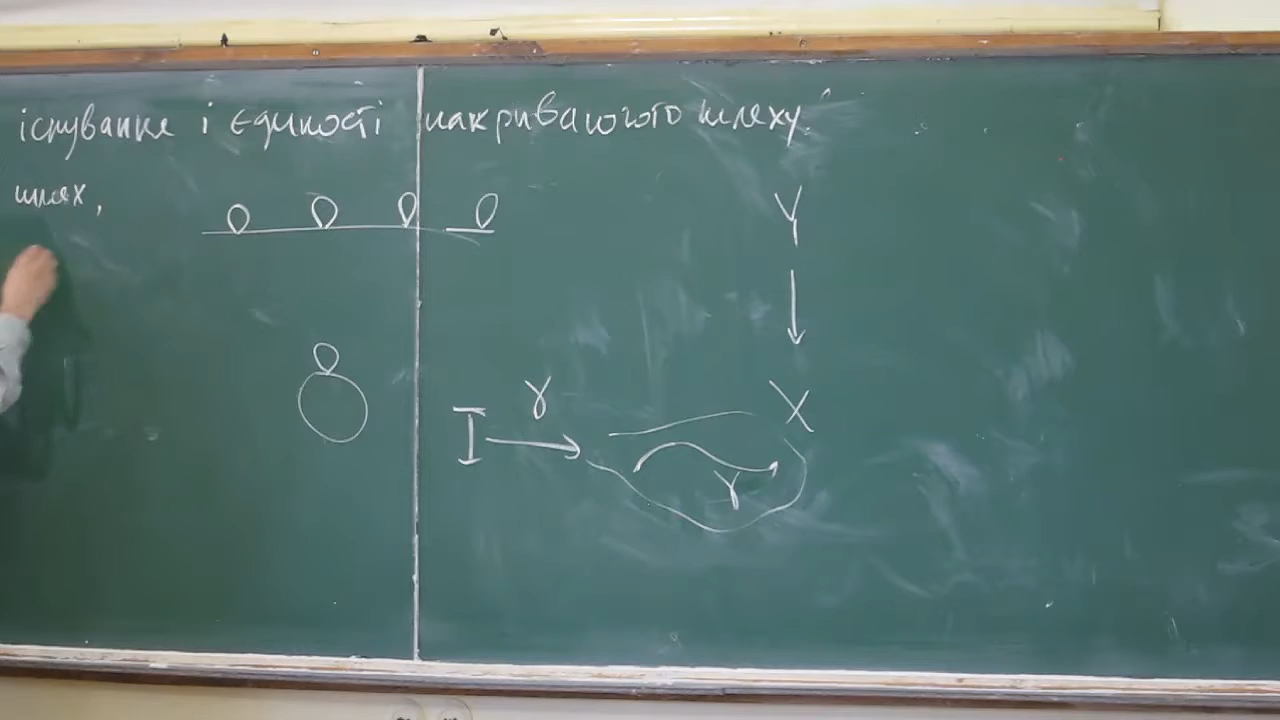 існування і єдиності накриваючого шляху
шлях,
Y
X
I γ
γ